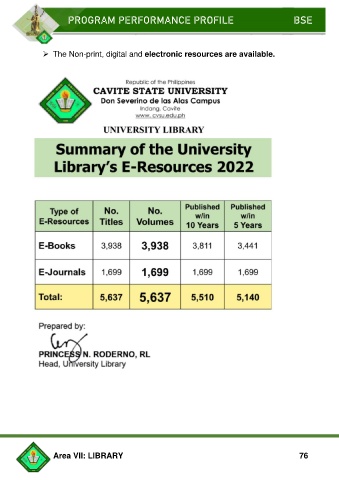 PROGRAM PERFORMANCE PROFILE BSE
➢ The Non-print, digital and electronic resources are available.
Republic of the Philippines
CAVITE STATE UNIVERSITY
Don Severino de las Alas Campus
Indang, Cavite
www. cvsu.edu.ph
UNIVERSITY LIBRARY
Summary of the University
Library's E-Resources 2022
Type of E-Resources No. Titles No. Volumes Published w/in 10 Years Published w/in 5 Years
E-Books 3,938 3,938 3,811 3,441
E-Journals 1,699 1,699 1,699 1,699
Total: 5,637 5,637 5,510 5,140
Prepared by:
PRINCESS N. RODERNO, RL
Head, University Library
Area VII: LIBRARY 76